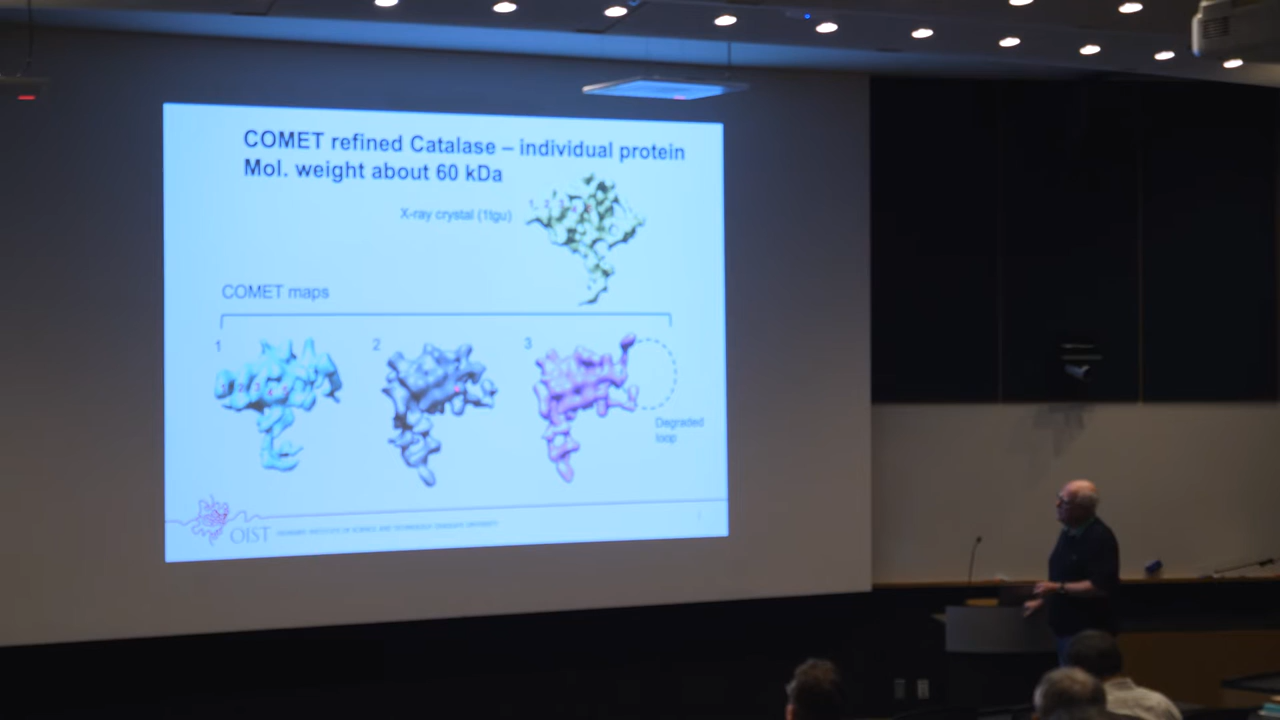 COMET refined Catalase – individual protein
Mol. weight about 60 kDa
X-ray crystal (1tgu)
COMET maps
1
2
3
Degraded
loop
OIST